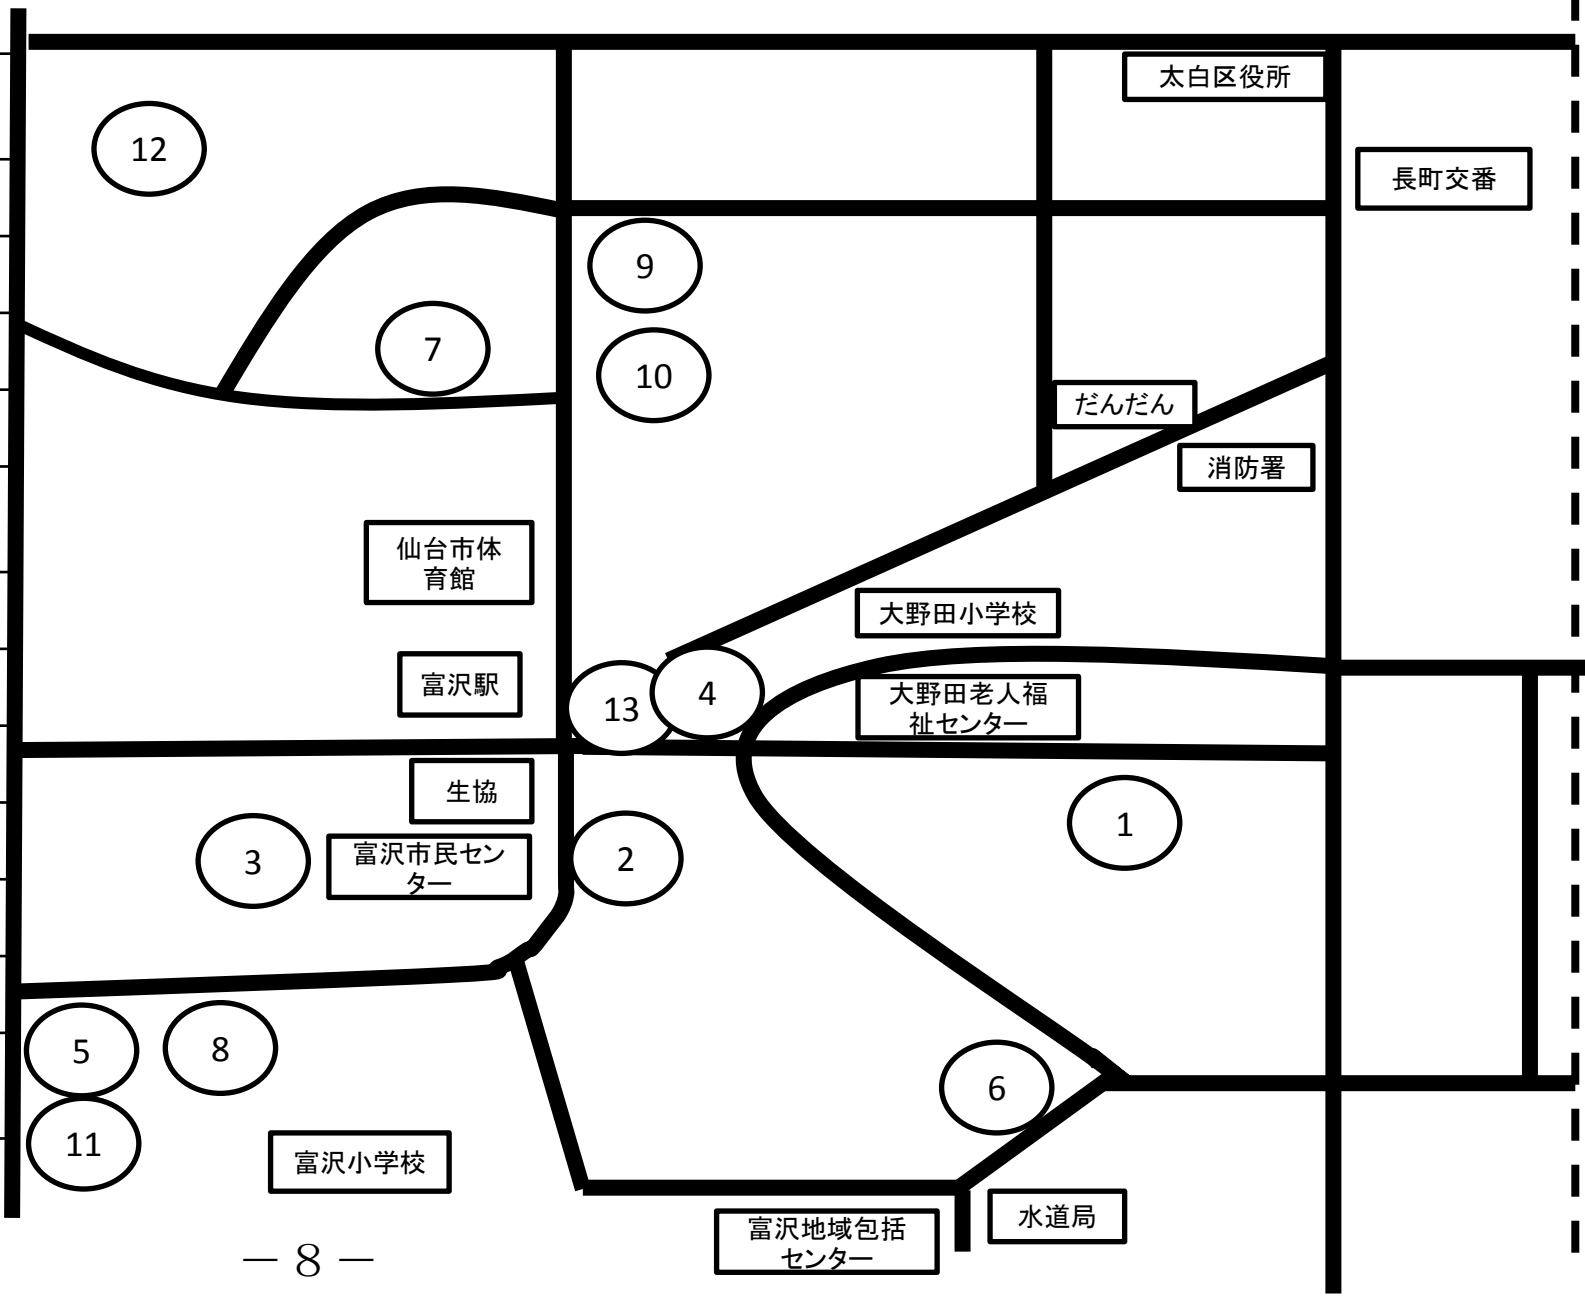 太白区役所
12
長町交番
9
7
10
だんだん
消防署
仙台市体
育館
大野田小学校
富沢駅
13
4
大野田老人福
祉センター
生協
1
3
富沢市民セン
ター
2
5
8
6
11
富沢小学校
富沢地域包括
センター
水道局
－８－